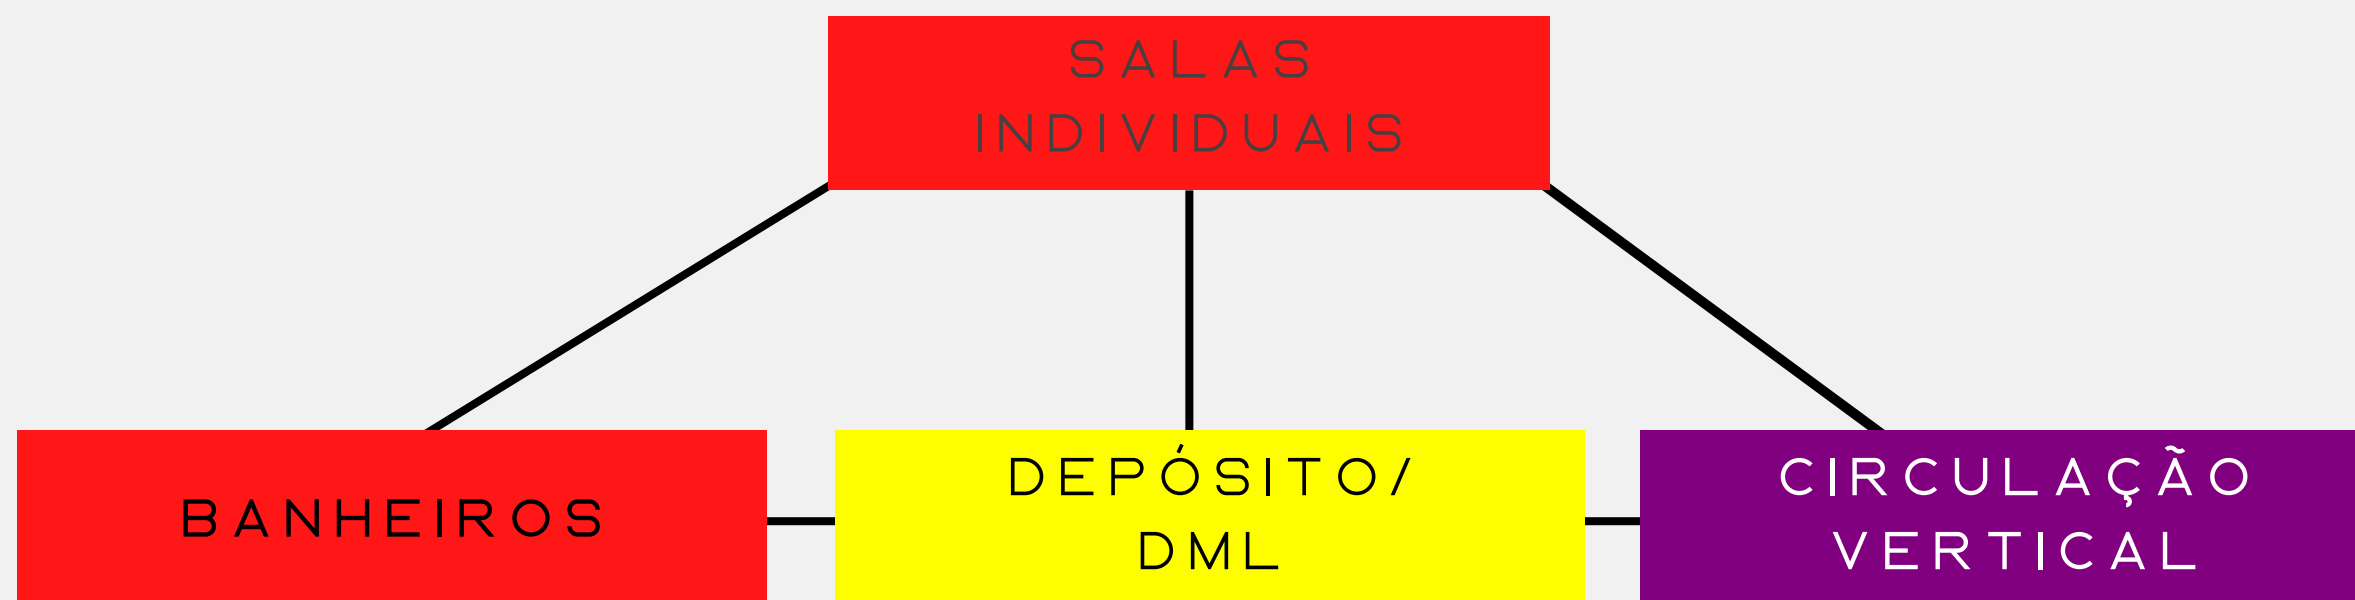 SALAS
INDIVIDUAIS
BANHEIROS
DEPÓSITO/
DML
CIRCULAÇÃO
VERTICAL